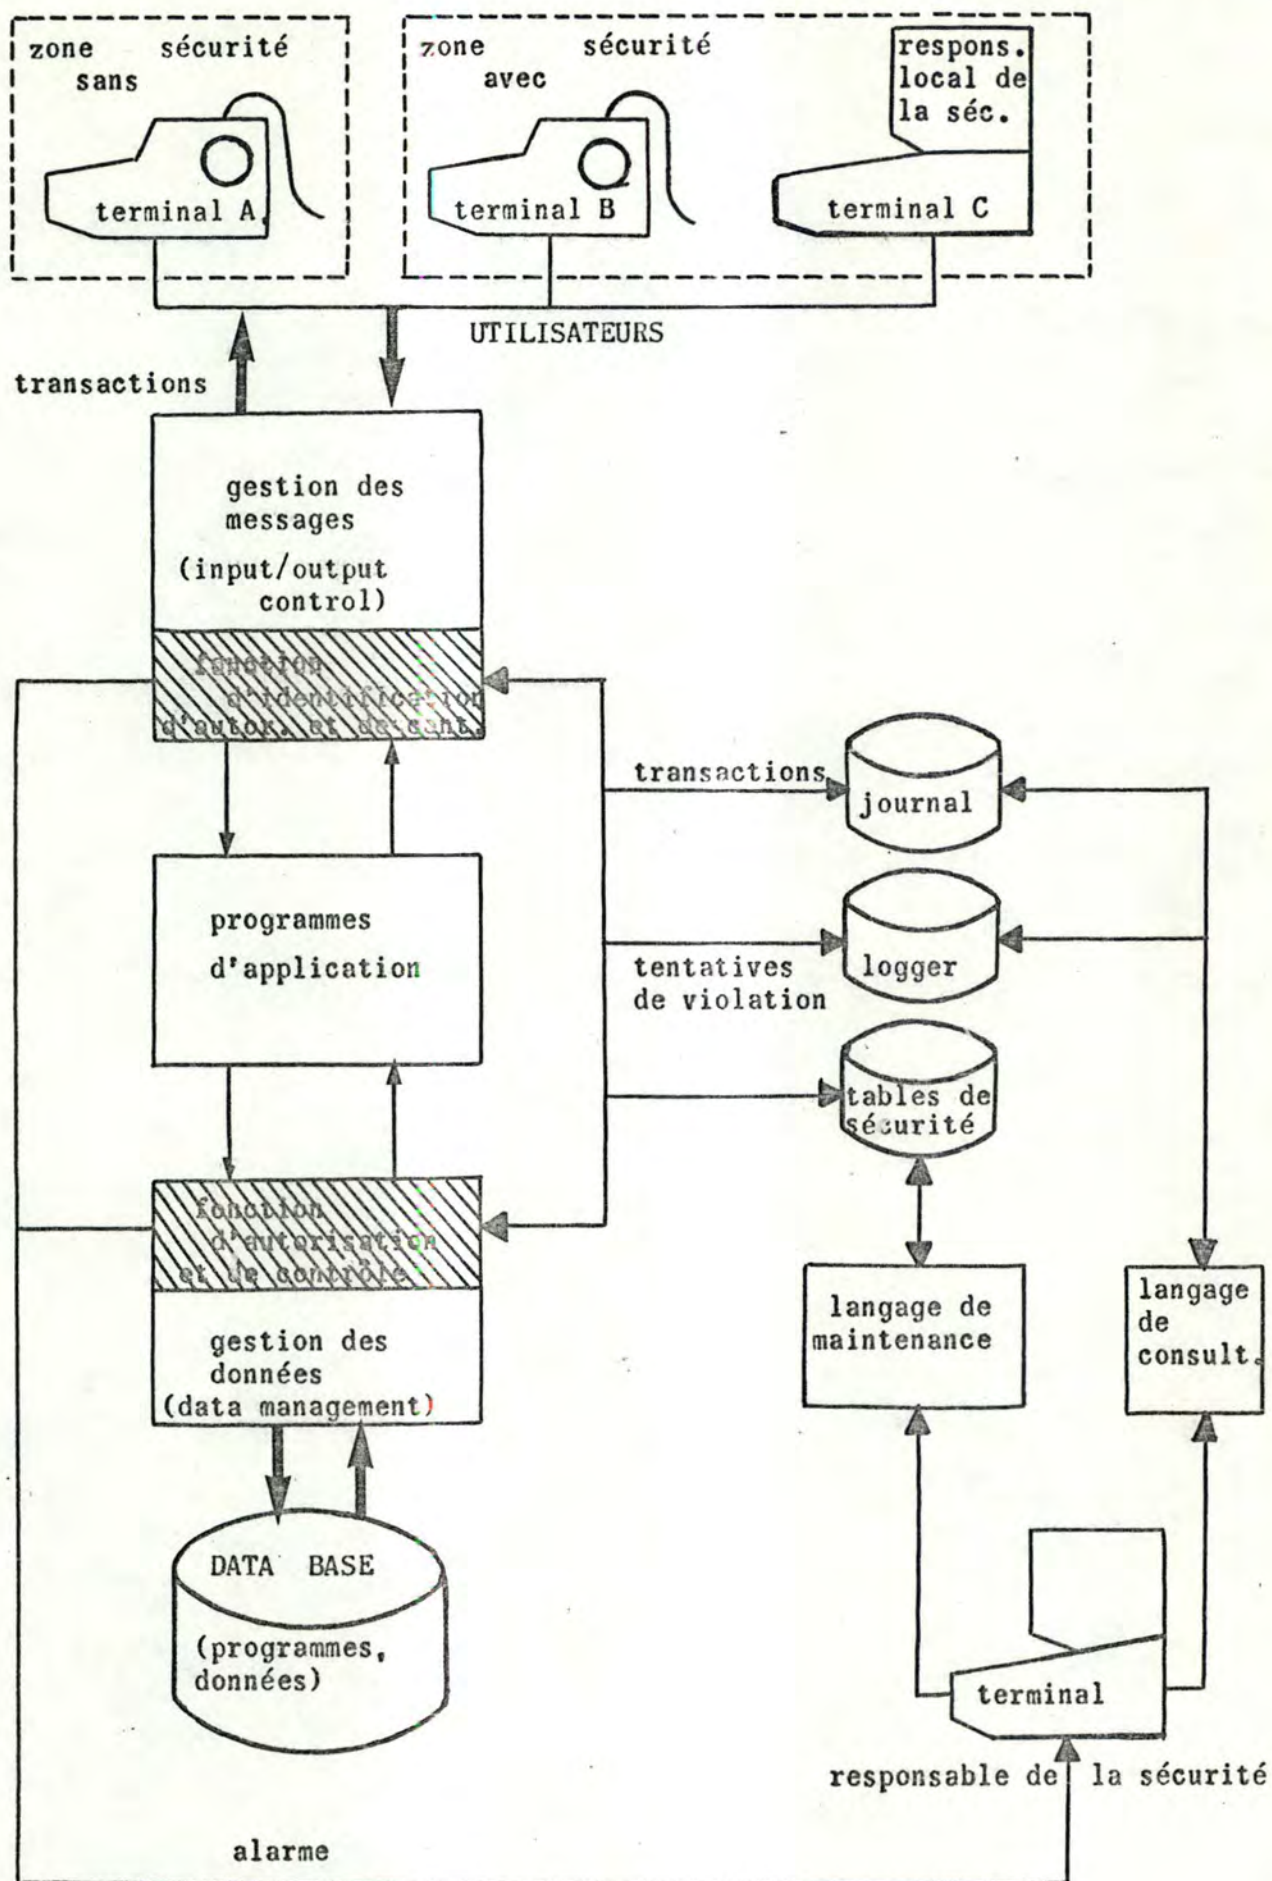 zone sécurité
sans
terminal A.
zone sécurité
avec
terminal B
respons.
local de
la séc.
terminal C
UTILISATEURS
transactions
gestion des
messages
(input/output
control)
fonction
d'identification
d'autor. et de cont.
transactions
journal
programmes
d'application
tentatives
de violation
logger
tables de
sécurité
fonction
d'autorisation
et de contrôle
gestion des
données
(data management)
langage de
maintenance
langage
de
consult.
DATA BASE
(programmes,
données)
terminal
responsable de la sécurité
alarme